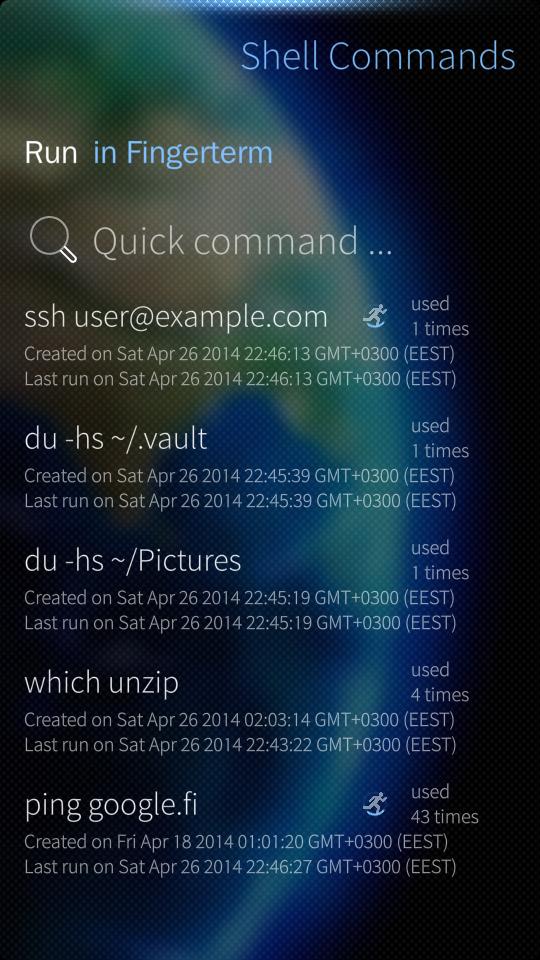 Shell Commands
Run in Fingerterm
Quick command ...
ssh user@example.com used
1 times
Created on Sat Apr 26 2014 22:46:13 GMT+0300 (EEST)
Last run on Sat Apr 26 2014 22:46:13 GMT+0300 (EEST)
du -hs ~/.vault used
1 times
Created on Sat Apr 26 2014 22:45:39 GMT+0300 (EEST)
Last run on Sat Apr 26 2014 22:45:39 GMT+0300 (EEST)
du -hs ~/Pictures used
1 times
Created on Sat Apr 26 2014 22:45:19 GMT+0300 (EEST)
Last run on Sat Apr 26 2014 22:45:19 GMT+0300 (EEST)
which unzip used
4 times
Created on Sat Apr 26 2014 02:03:14 GMT+0300 (EEST)
Last run on Sat Apr 26 2014 22:43:22 GMT+0300 (EEST)
ping google.fi used
43 times
Created on Fri Apr 18 2014 01:01:20 GMT+0300 (EEST)
Last run on Sat Apr 26 2014 22:46:27 GMT+0300 (EEST)